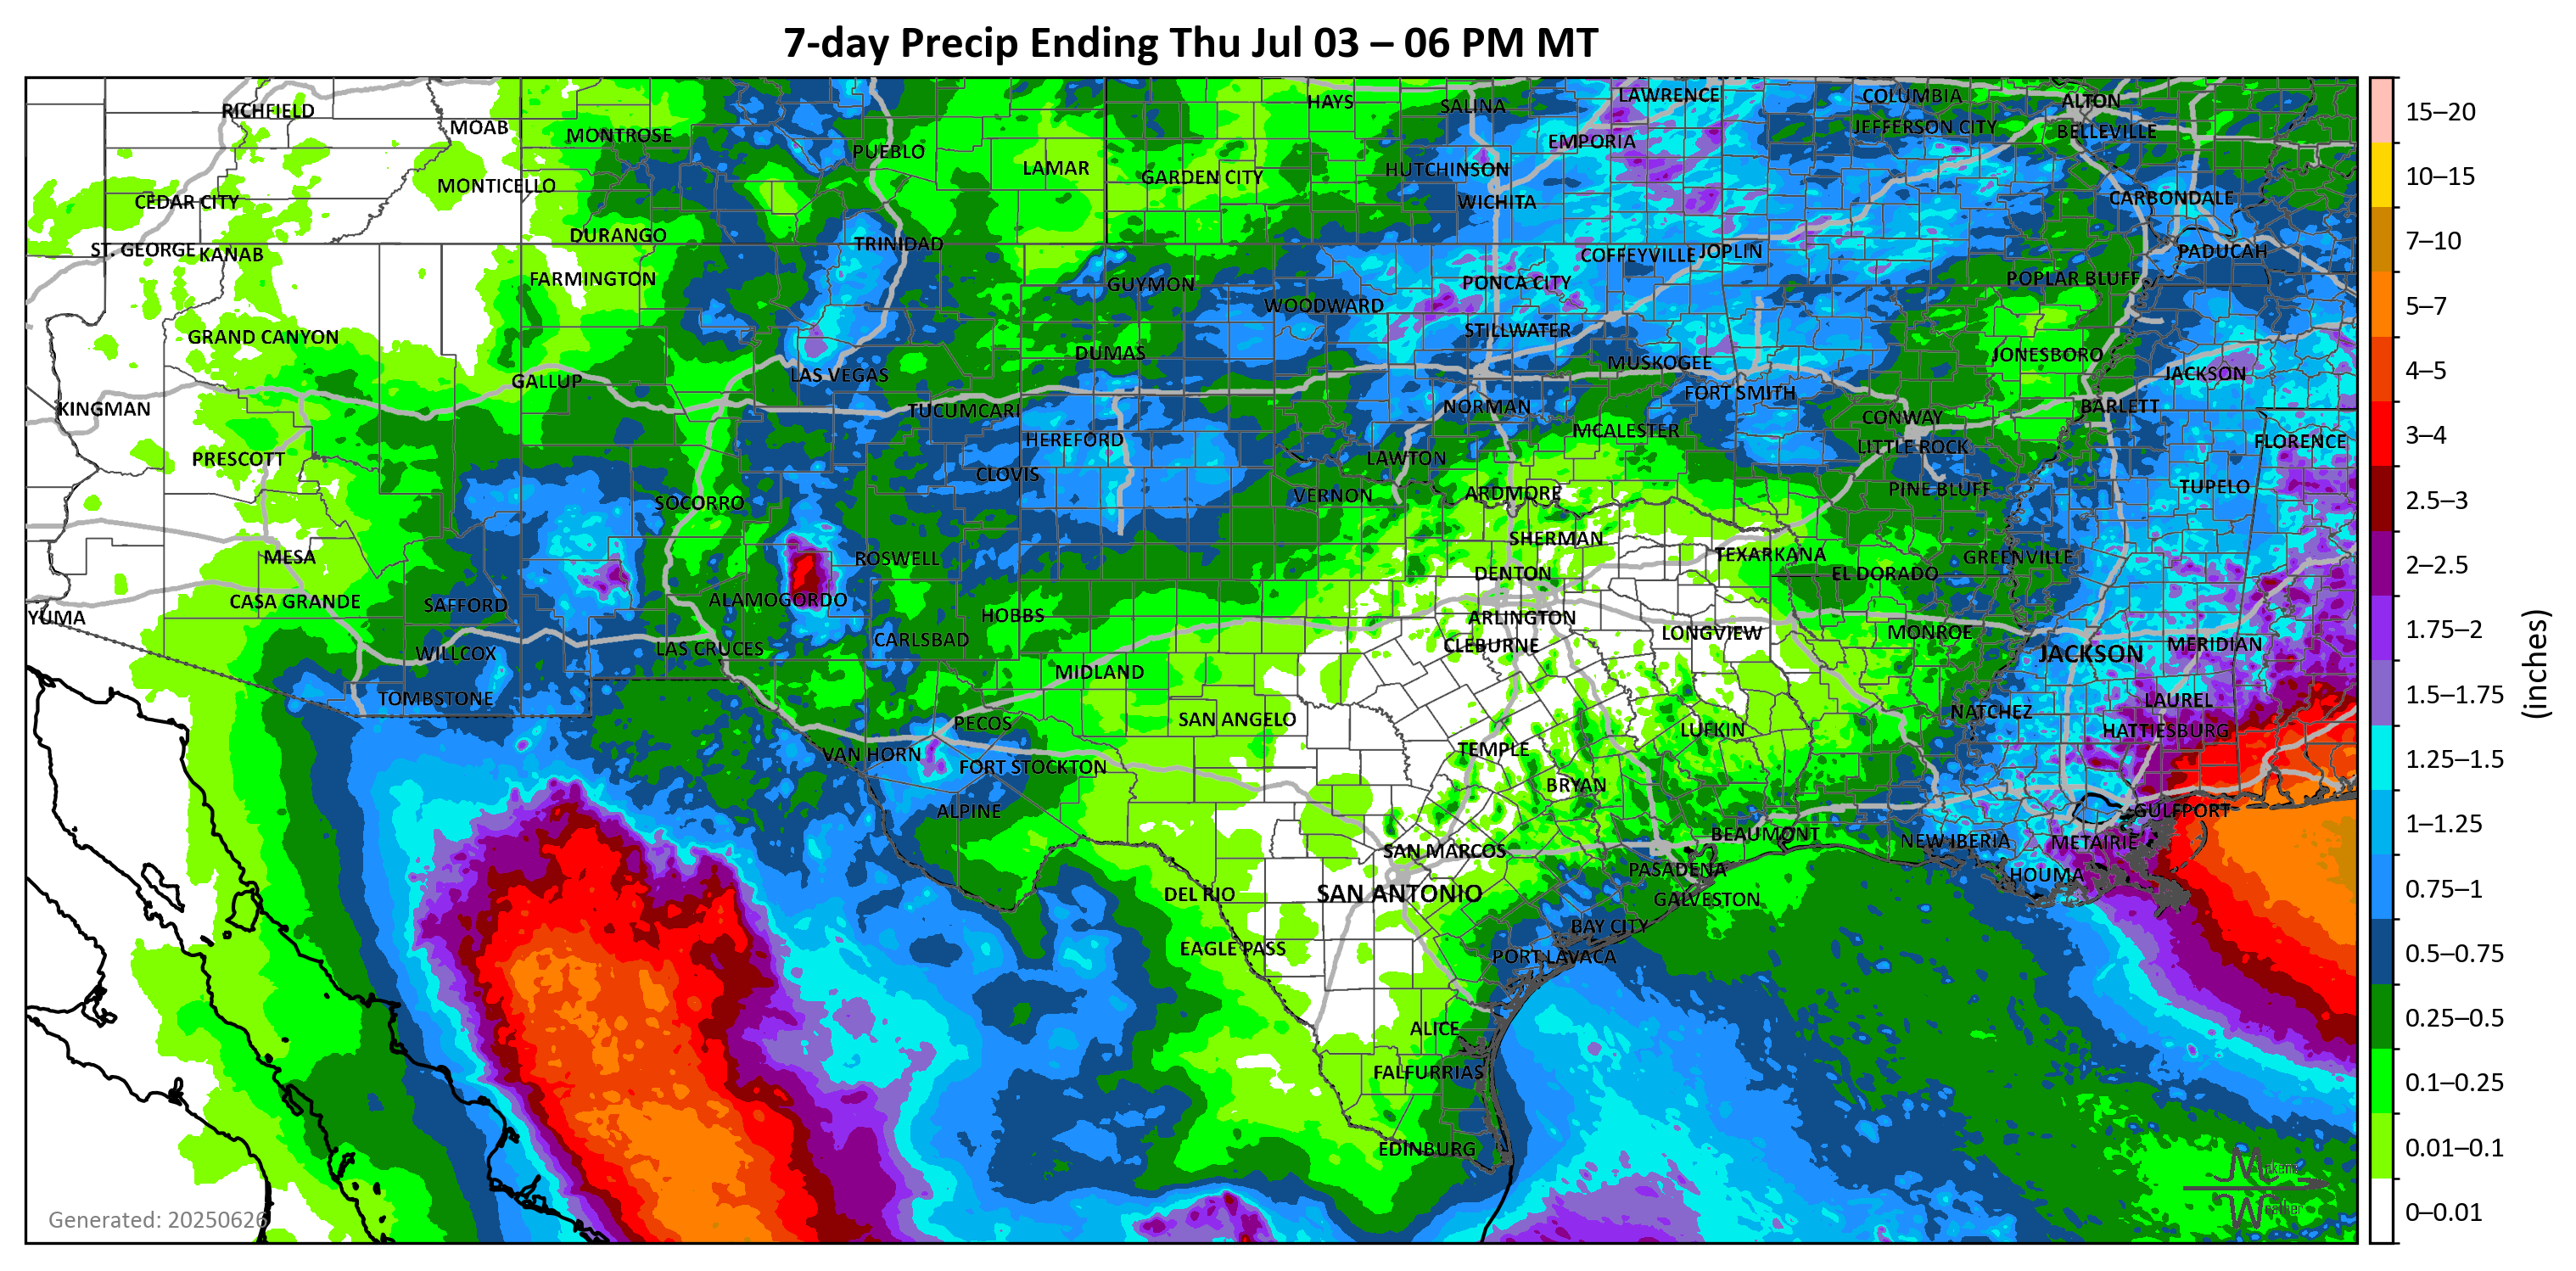 7-day Precip Ending Thu Jul 03 – 06 PM MT
RICHFIELD
MOAB
MONTROSE
PUEBLO
LAMAR
GARDEN CITY
HAYS
SALINA
HUTCHINSON
WICHITA
EMPORIA
LAWRENCE
COLUMBIA
JEFFERSON CITY
ALTON
BELLEVILLE
CEDAR CITY
MONTICELLO
CARBONDALE
ST. GEORGE
KANAB
DURANGO
TRINIDAD
COFFEYVILLE
JOPLIN
PADUCAH
FARMINGTON
GUYMON
WOODWARD
PONCA CITY
POPLAR BLUFF
GRAND CANYON
STILLWATER
DUMAS
MUSKOGEE
JONESBORO
JACKSON
GALLUP
LAS VEGAS
FORT SMITH
KINGMAN
TUCUMCARI
NORMAN
CONWAY
BARLETT
HEREFORD
MCALESTER
LITTLE ROCK
FLORENCE
PRESCOTT
CLOVIS
LAWTON
SOCORRO
VERNON
ARDMORE
PINE BLUFF
TUPELO
MESA
ROSWELL
SHERMAN
TEXARKANA
GREENVILLE
DENTON
EL DORADO
CASA GRANDE
SAFFORD
ALAMOGORDO
YUMA
HOBBS
ARLINGTON
LONGVIEW
MONROE
WILLCOX
LAS CRUCES
CARLSBAD
CLEBURNE
JACKSON
MERIDIAN
MIDLAND
TOMBSTONE
LAUREL
NATCHEZ
PECOS
SAN ANGELO
LUFKIN
HATTIESBURG
VAN HORN
FORT STOCKTON
TEMPLE
BRYAN
ALPINE
GULFPORT
BEAUMONT
NEW IBERIA
METAIRIE
SAN MARCOS
PASADENA
HOUMA
DEL RIO
SAN ANTONIO
GALVESTON
BAY CITY
EAGLE PASS
PORT LAVACA
ALICE
FALFURRIAS
EDINBURG
Generated: 20250626
15–20
10–15
7–10
5–7
4–5
3–4
2.5–3
2–2.5
1.75–2
1.5–1.75
1.25–1.5
1–1.25
0.75–1
0.5–0.75
0.25–0.5
0.1–0.25
0.01–0.1
0–0.01
(inches)